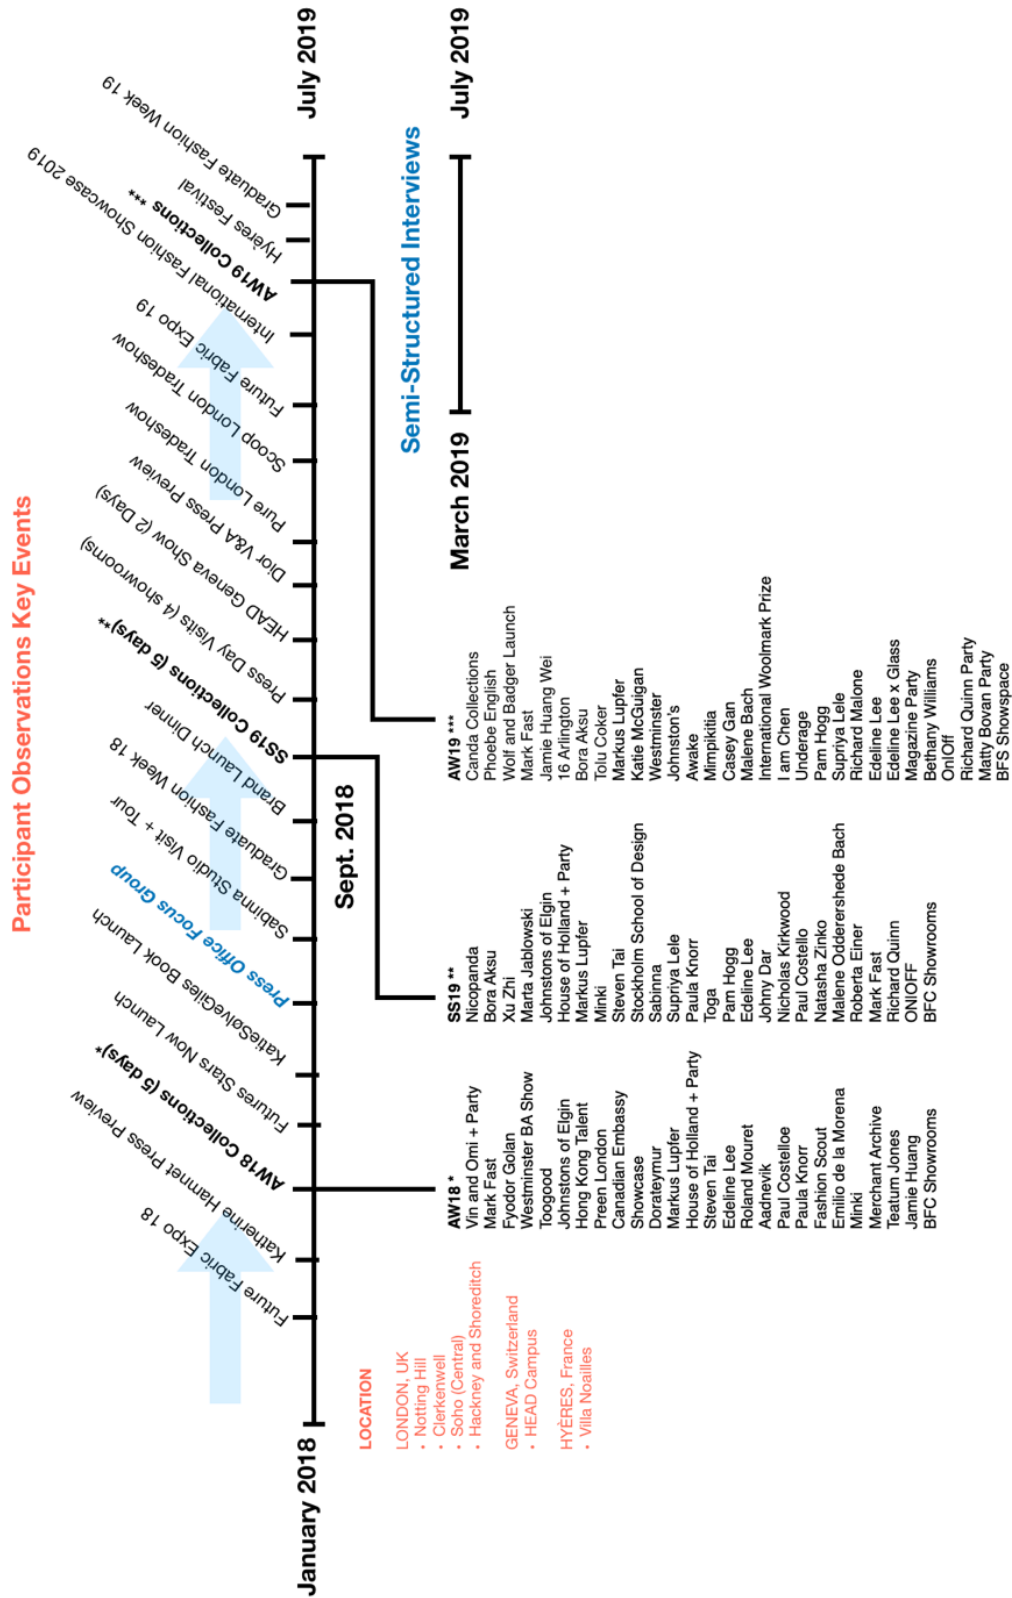 Participant Observations Key Events
January 2018
July 2019
Future Fabric Expo 18
Katherine Hamnet Press Preview
AW18 Collections (5 days)*
Futures Stars Now Launch
KatieSølveGiles Book Launch
Press Office Focus Group
Sabinna Studio Visit + Tour
Graduate Fashion Week 18
Brand Launch Dinner
SS19 Collections (5 days)**
Press Day Visits (4 showrooms)
HEAD Geneva Show (2 Days)
Dior V&A Press Preview
Pure London Tradeshow
Scoop London Tradeshow
Future Fabric Expo 19
International Fashion Showcase 2019
AW19 Collections ***
Hyères Festival
Graduate Fashion Week 19
Sept. 2018
LOCATION
LONDON, UK
• Notting Hill
• Clerkenwell
• Soho (Central)
• Hackney and Shoreditch
GENEVA, Switzerland
• HEAD Campus
HYÈRES, France
• Villa Noailles
AW18 *
Vin and Omi + Party
Mark Fast
Fyodor Golan
Westminster BA Show
Toogood
Johnstons of Elgin
Hong Kong Talent
Preen London
Canadian Embassy
Showcase
Dorateymur
Markus Lupfer
House of Holland + Party
Steven Tai
Edeline Lee
Roland Mouret
Aadnevik
Paul Costelloe
Paula Knorr
Fashion Scout
Emilio de la Morena
Minki
Merchant Archive
Teatum Jones
Jamie Huang
BFC Showrooms
SS19 **
Nicopanda
Bora Aksu
Xu Zhi
Marta Jablowski
Johnstons of Elgin
House of Holland + Party
Markus Lupfer
Minki
Steven Tai
Stockholm School of Design
Sabinna
Supriya Lele
Paula Knorr
Toga
Pam Hogg
Edeline Lee
Johny Dar
Nicholas Kirkwood
Paul Costello
Natasha Zinko
Malene Odderershede Bach
Roberta Einer
Mark Fast
Richard Quinn
ON|OFF
BFC Showrooms
AW19 ***
Canda Collections
Phoebe English
Wolf and Badger Launch
Mark Fast
Jamie Huang Wei
16 Arlington
Bora Aksu
Tolu Coker
Markus Lupfer
Katie McGuigan
Westminster
Johnston's
Awake
Mimpikitia
Casey Gan
Malene Bach
International Woolmark Prize
I am Chen
Underage
Pam Hogg
Supriya Lele
Richard Malone
Edeline Lee
Edeline Lee x Glass
Magazine Party
Bethany Williams
On|Off
Richard Quinn Party
Matty Bovan Party
BFS Showspace
Semi-Structured Interviews
March 2019
July 2019